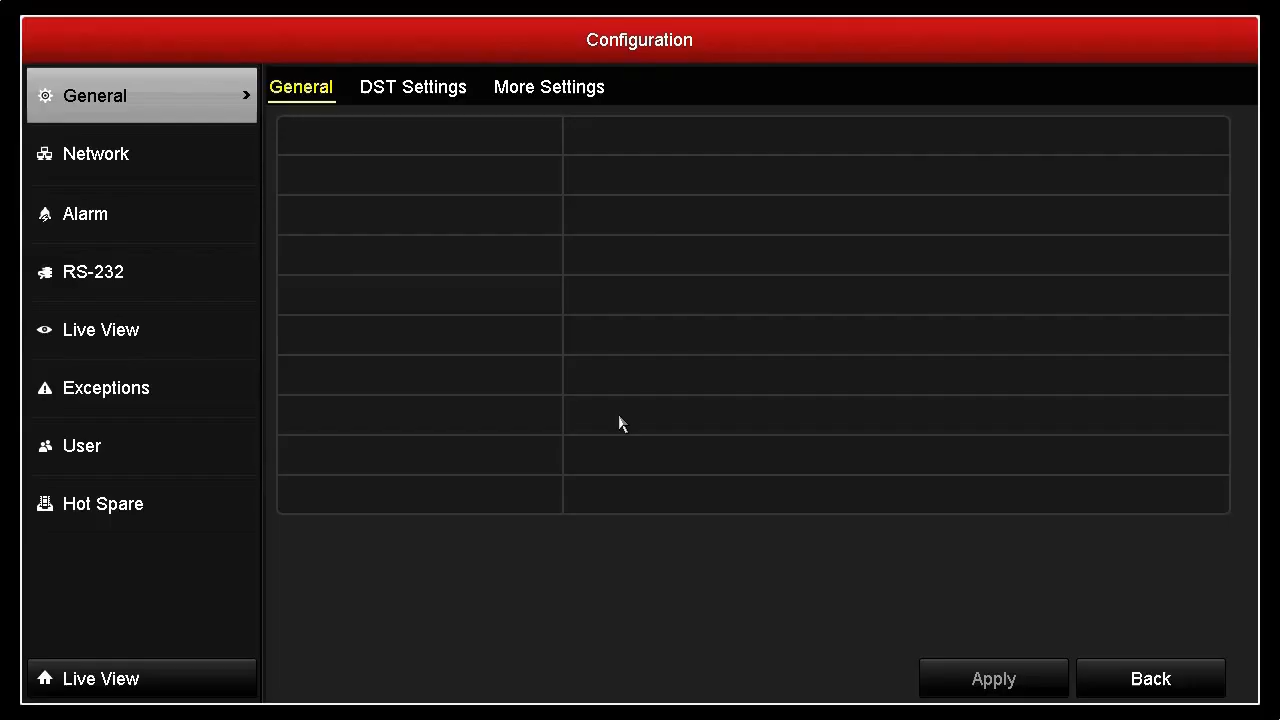 Configuration
General
Network
Alarm
RS-232
Live View
Exceptions
User
Hot Spare
Live View
General DST Settings More Settings
Apply Back